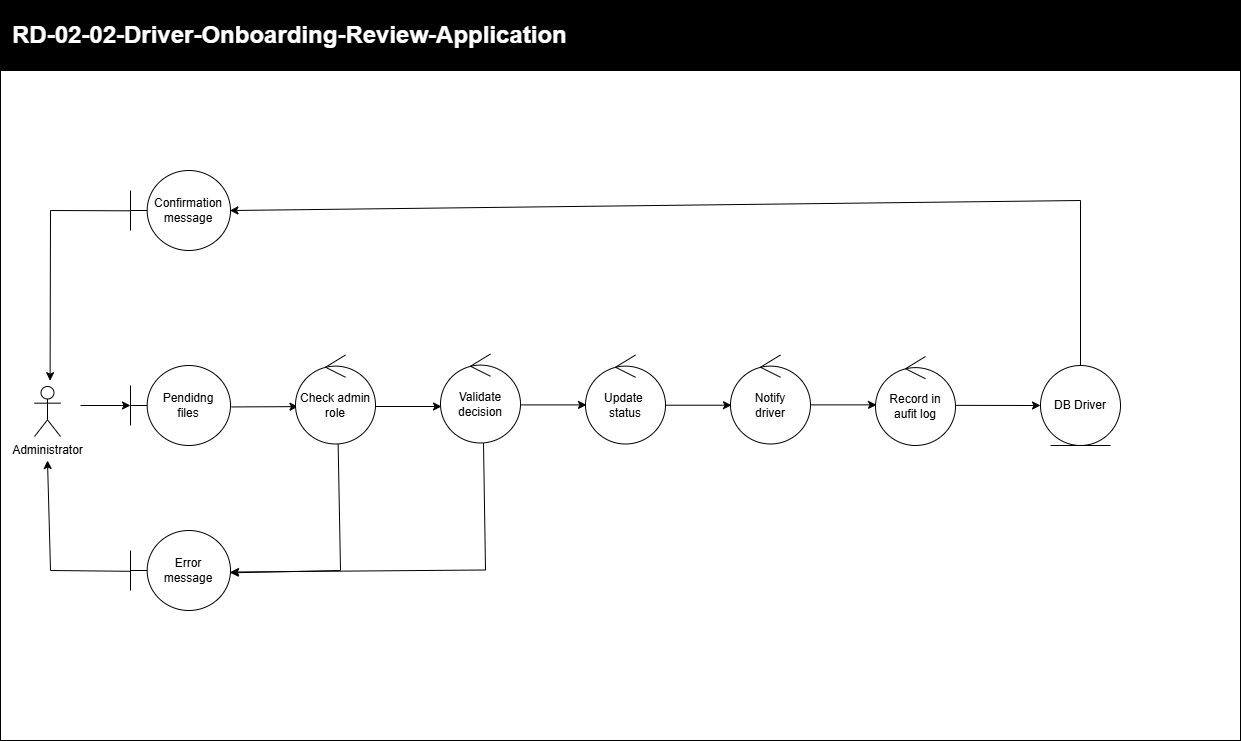 RD-02-02-Driver-Onboarding-Review-Application
Confirmation
message
Administrator
Pendidng
files
Check admin
role
Validate
decision
Update
status
Notify
driver
Record in
aufit log
DB Driver
Error
message